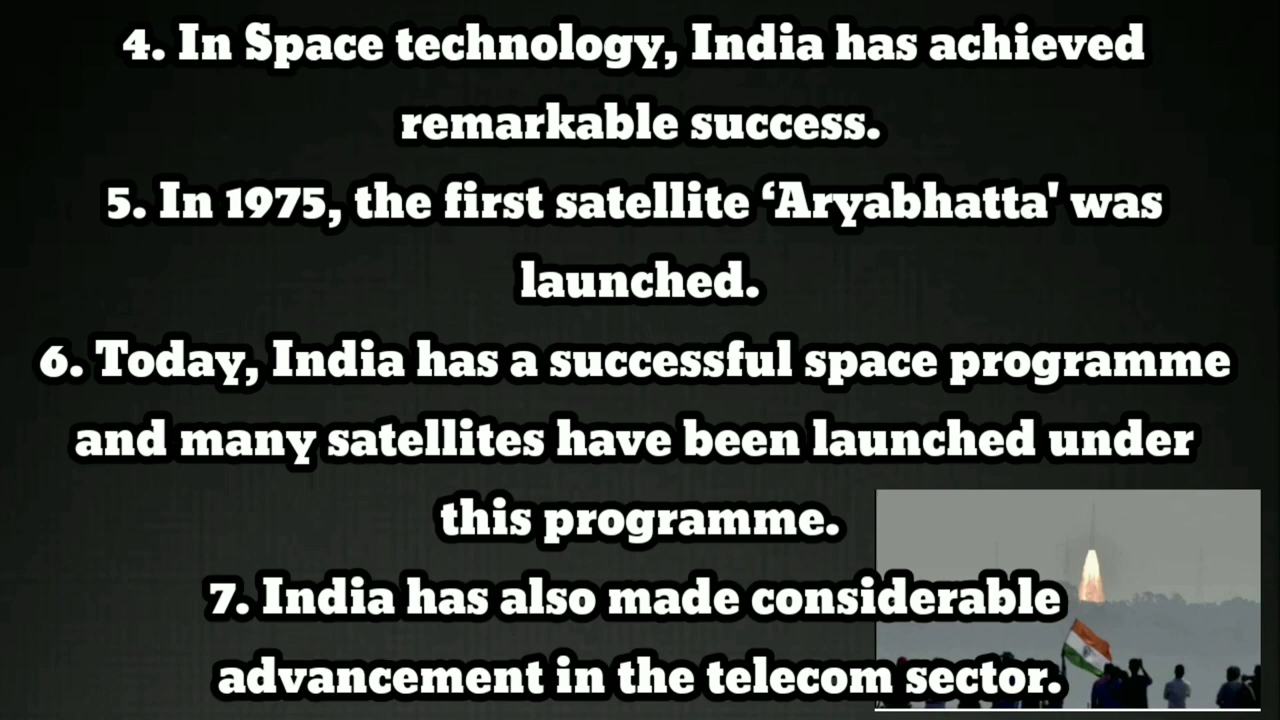 4. In Space technology, India has achieved
remarkable success.
5. In 1975, the first satellite ‘Aryabhatta' was
launched.
6. Today, India has a successful space programme
and many satellites have been launched under
this programme.
7. India has also made considerable
advancement in the telecom sector.